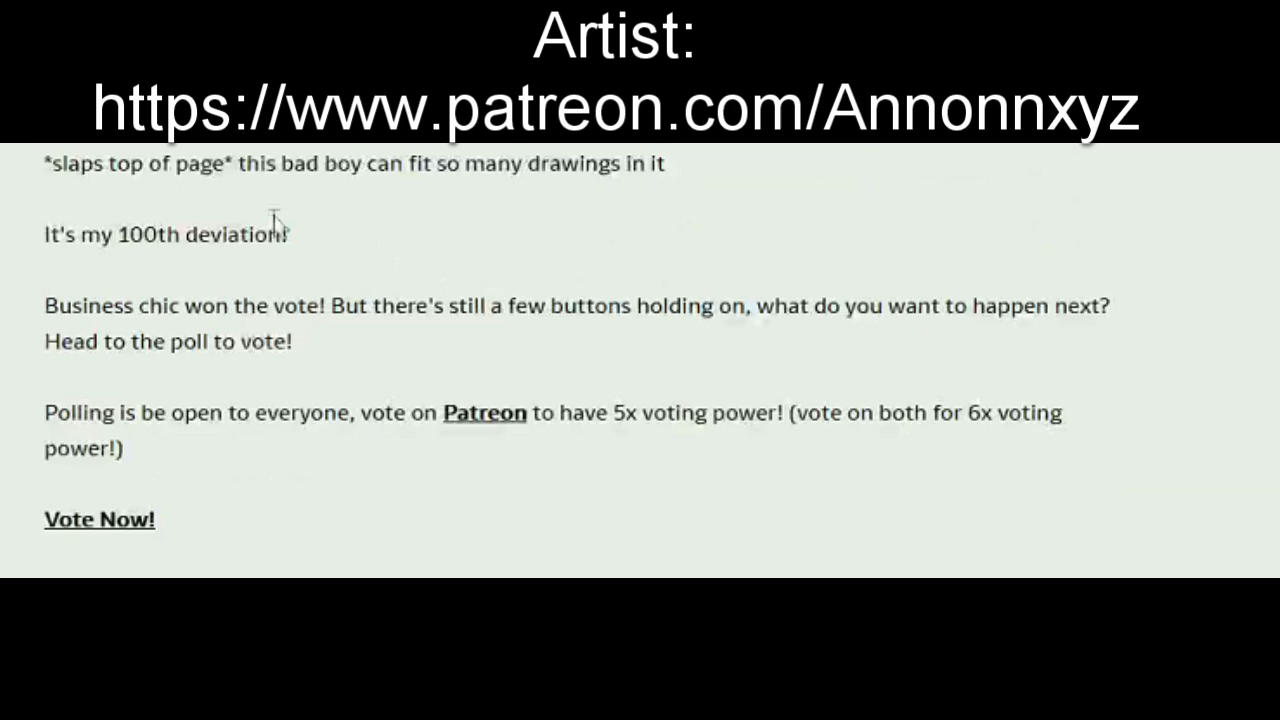 Artist:
https://www.patreon.com/Annonnxyz
*slaps top of page* this bad boy can fit so many drawings in it
It's my 100th deviation!
Business chic won the vote! But there's still a few buttons holding on, what do you want to happen next?
Head to the poll to vote!
Polling is be open to everyone, vote on Patreon to have 5x voting power! (vote on both for 6x voting
power!)
Vote Now!